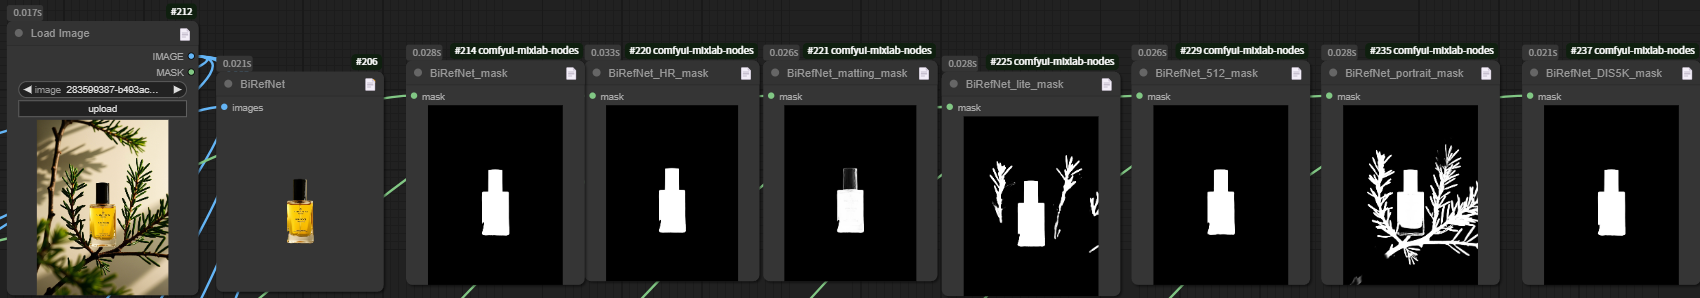 0.017s
#212
Load Image
IMAGE
MASK
image 283599387-b493ac...
upload
0.021s
#206
BiRefNet
images
0.028s
#214 comfyui-mixlab-nodes
BiRefNet_mask
mask
0.033s
#220 comfyui-mixlab-nodes
BiRefNet_HR_mask
mask
0.026s
#221 comfyui-mixlab-nodes
BiRefNet_matting_mask
mask
0.028s
#225 comfyui-mixlab-nodes
BiRefNet_lite_mask
mask
0.026s
#229 comfyui-mixlab-nodes
BiRefNet_512_mask
mask
0.028s
#235 comfyui-mixlab-nodes
BiRefNet_portrait_mask
mask
0.021s
#237 comfyui-mixlab-nodes
BiRefNet_DIS5K_mask
mask